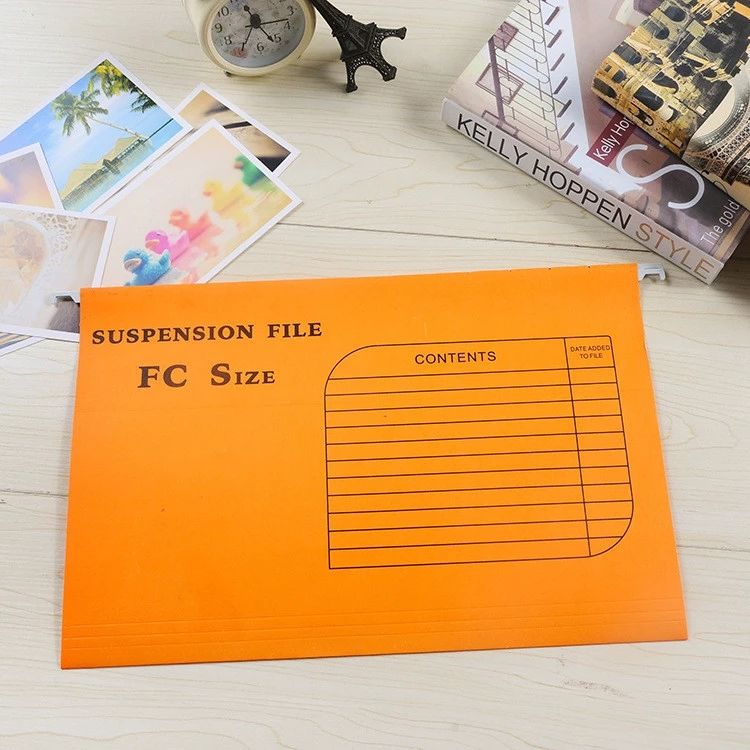 KELLY HOPPEN STYLE
Kelly Ho
S
The gold
SUSPENSION FILE
FC SIZE
CONTENTS
DATE ADDED
TO FILE